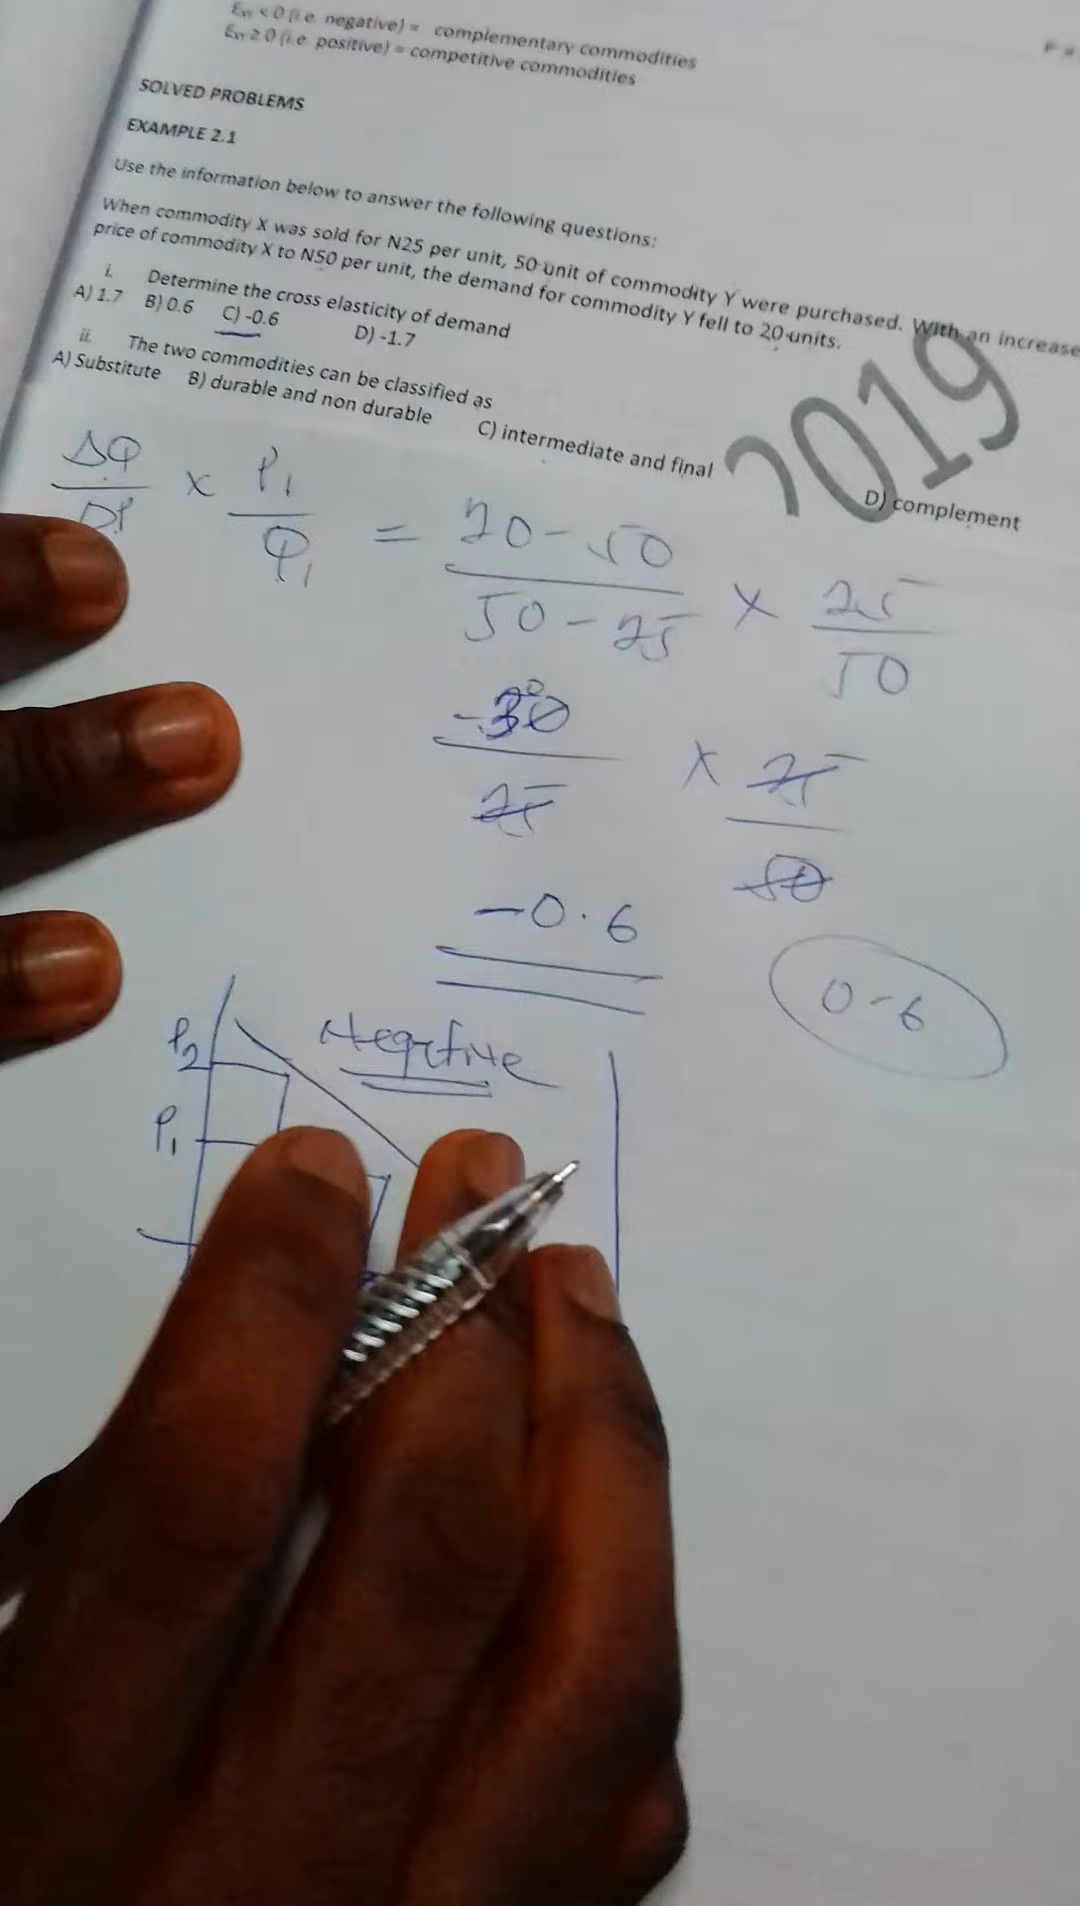 Exy < 0 (i.e. negative) = complementary commodities
Exy ≥ 0 (i.e. positive) = competitive commodities
SOLVED PROBLEMS
EXAMPLE 2.1
Use the information below to answer the following questions:
When commodity X was sold for N25 per unit, 50 unit of commodity Y were purchased. With an increase
price of commodity X to N50 per unit, the demand for commodity Y fell to 20 units.
i. Determine the cross elasticity of demand
A) 1.7 B) 0.6 C) -0.6 D) -1.7
ii. The two commodities can be classified as
A) Substitute B) durable and non durable C) intermediate and final D) complement
2019
ΔQ/ΔP × P1/Q1 = 20-50/50-25 × 25/50
-30/25 × 25/50
-0.6
0-6
Negative
P2
P1